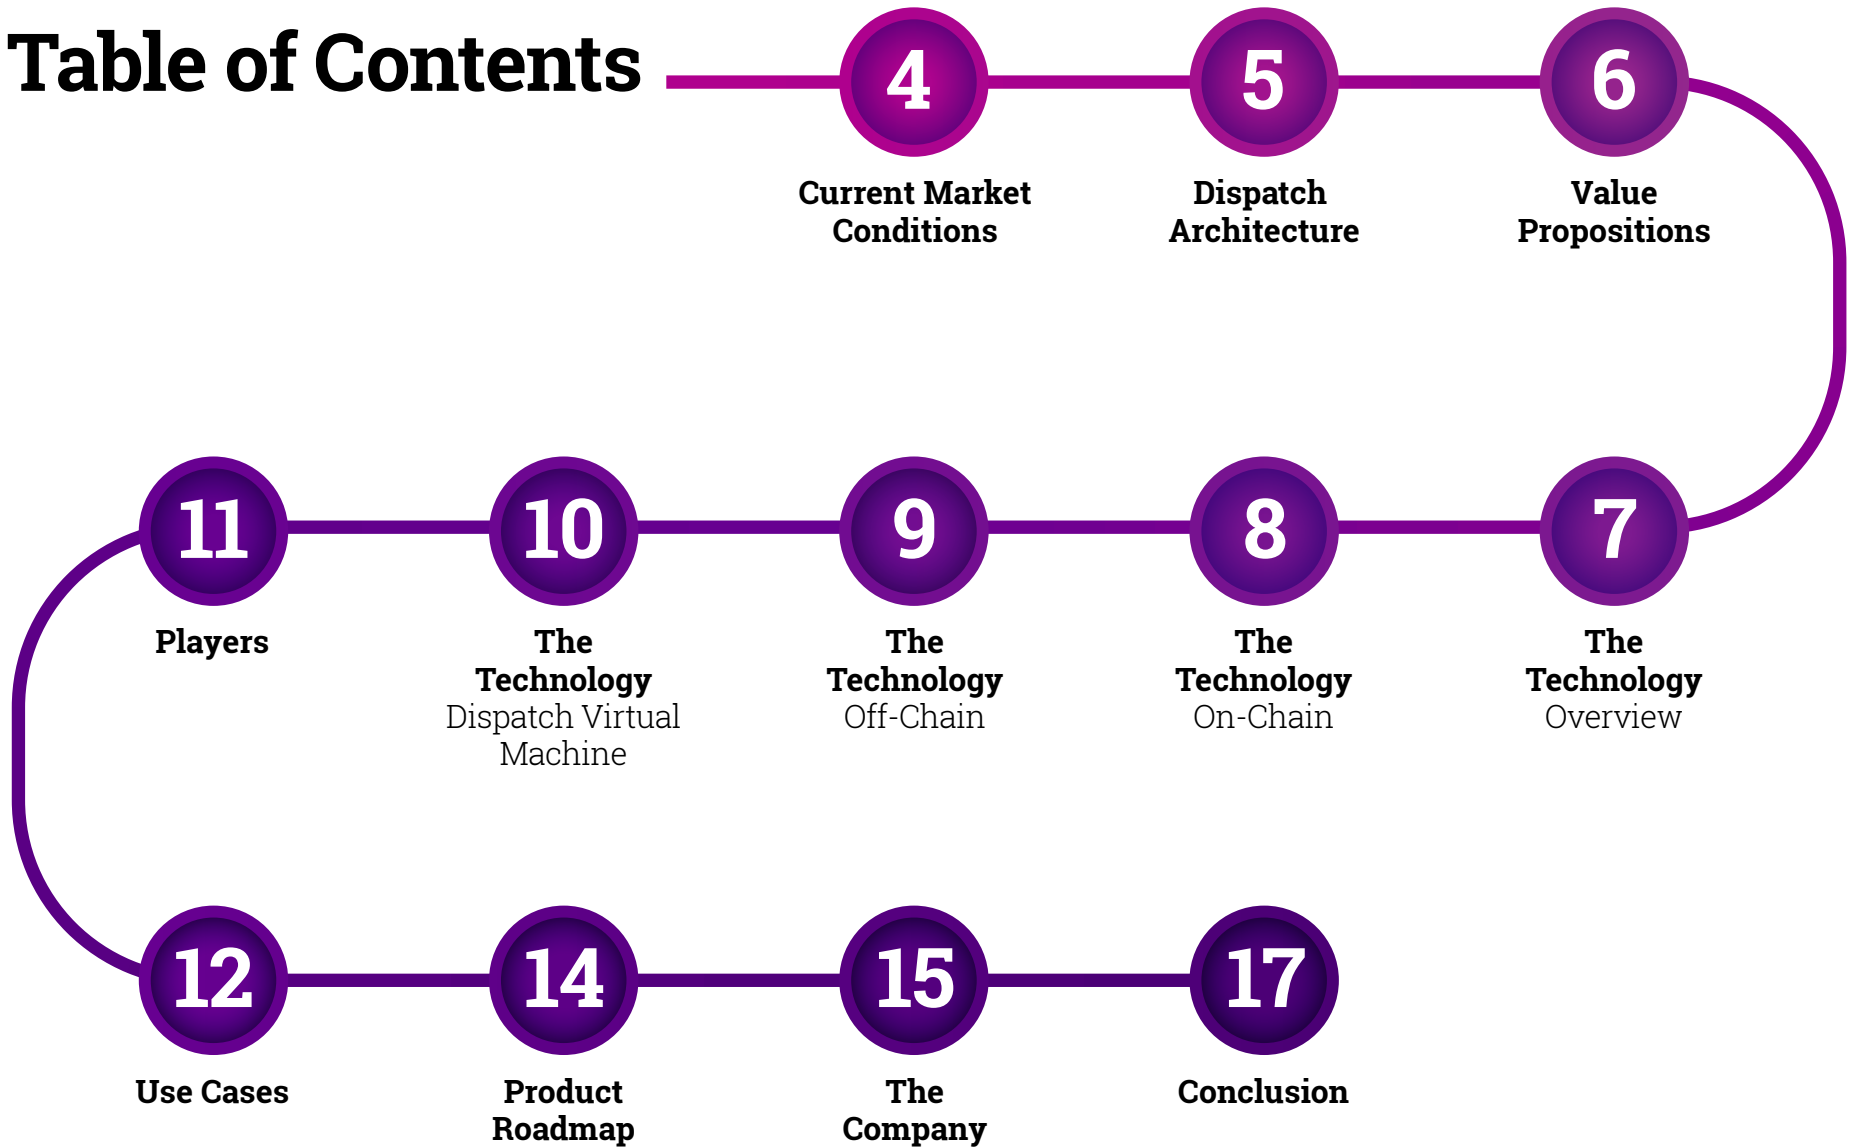 Table of Contents
4
Current Market
Conditions
5
Dispatch
Architecture
6
Value
Propositions
7
The
Technology
Overview
8
The
Technology
On-Chain
9
The
Technology
Off-Chain
10
The
Technology
Dispatch Virtual
Machine
11
Players
12
Use Cases
14
Product
Roadmap
15
The
Company
17
Conclusion